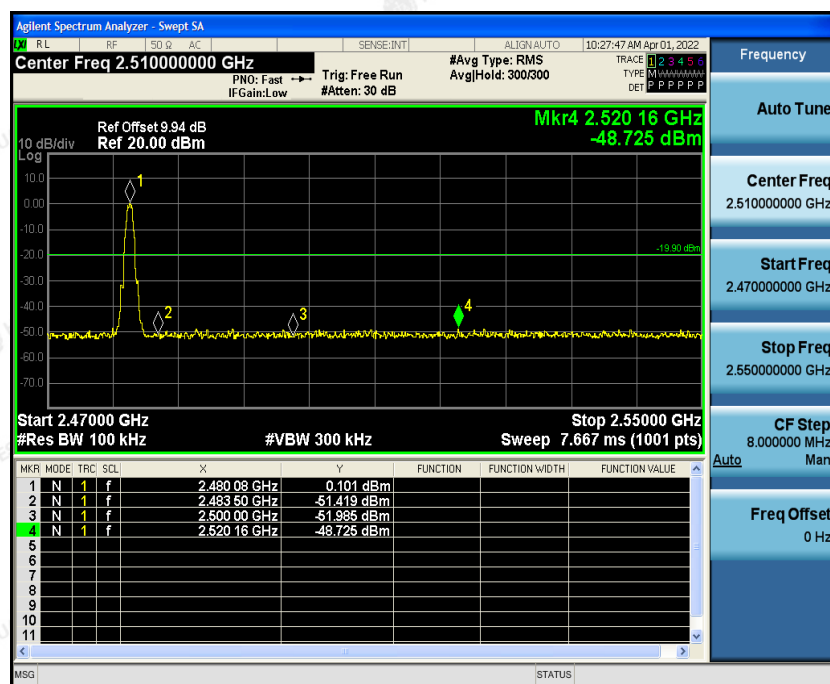 Agilent Spectrum Analyzer - Swept SA
LXI RL RF 50 Ω AC SENSE:INT ALIGN AUTO 10:27:47 AM Apr 01, 2022
Center Freq 2.510000000 GHz
#Avg Type: RMS
TRACE 1 2 3 4 5 6
PNO: Fast Trig: Free Run Avg|Hold: 300/300
TYPE M
IFGain:Low #Atten: 30 dB
DET P P P P P P
Frequency
Auto Tune
Center Freq
2.510000000 GHz
Start Freq
2.470000000 GHz
Stop Freq
2.550000000 GHz
CF Step
8.000000 MHz
Auto Man
Freq Offset
0 Hz
Mkr4 2.520 16 GHz
-48.725 dBm
Ref Offset 9.94 dB
10 dB/div Ref 20.00 dBm
Log
10.0
0.00
-10.0
-20.0
-30.0
-40.0
-50.0
-60.0
-70.0
1
2
3
4
-19.90 dBm
Start 2.47000 GHz Stop 2.55000 GHz
#Res BW 100 kHz #VBW 300 kHz Sweep 7.667 ms (1001 pts)
MKR MODE TRC SCL X Y FUNCTION FUNCTION WIDTH FUNCTION VALUE
1 N 1 f 2.480 08 GHz 0.101 dBm
2 N 1 f 2.483 50 GHz -51.419 dBm
3 N 1 f 2.500 00 GHz -51.985 dBm
4 N 1 f 2.520 16 GHz -48.725 dBm
5
6
7
8
9
10
11
MSG STATUS